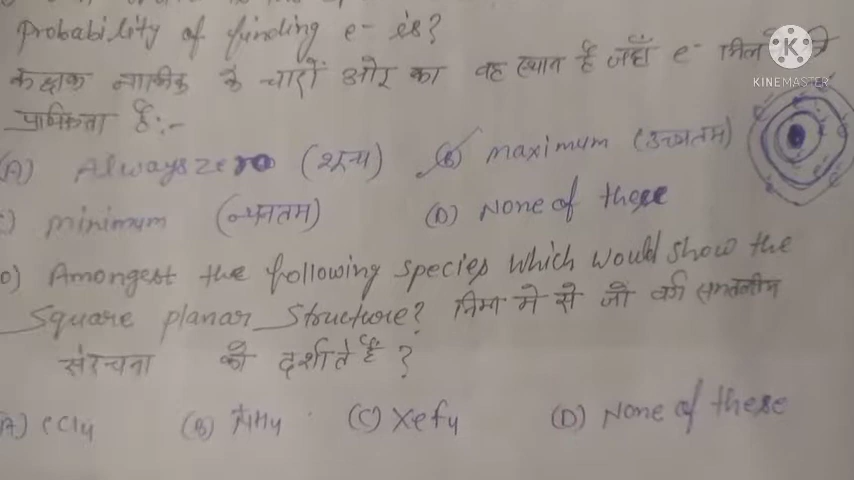 Probability of finding e- is?
कक्षक नाभिक के चारों ओर का वह स्थान है जहाँ e- मिलने की
प्रायिकता है:-
(A) Always zero (शून्य) (B) maximum (उच्चतम)
) minimum (न्यूनतम) (D) None of these
) Amongest the following species which would show the
Square planar Structure? निम्न मे से जो वर्ग समतलीय
संरचना को दर्शाते हैं?
A) CCl4 (B) NH4 (C) Xef4 (D) None of these
K
KINEMASTER